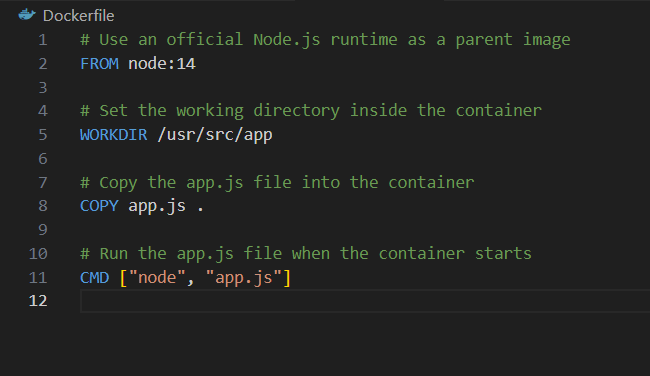 Dockerfile
1 # Use an official Node.js runtime as a parent image
2 FROM node:14
3
4 # Set the working directory inside the container
5 WORKDIR /usr/src/app
6
7 # Copy the app.js file into the container
8 COPY app.js .
9
10 # Run the app.js file when the container starts
11 CMD ["node", "app.js"]
12